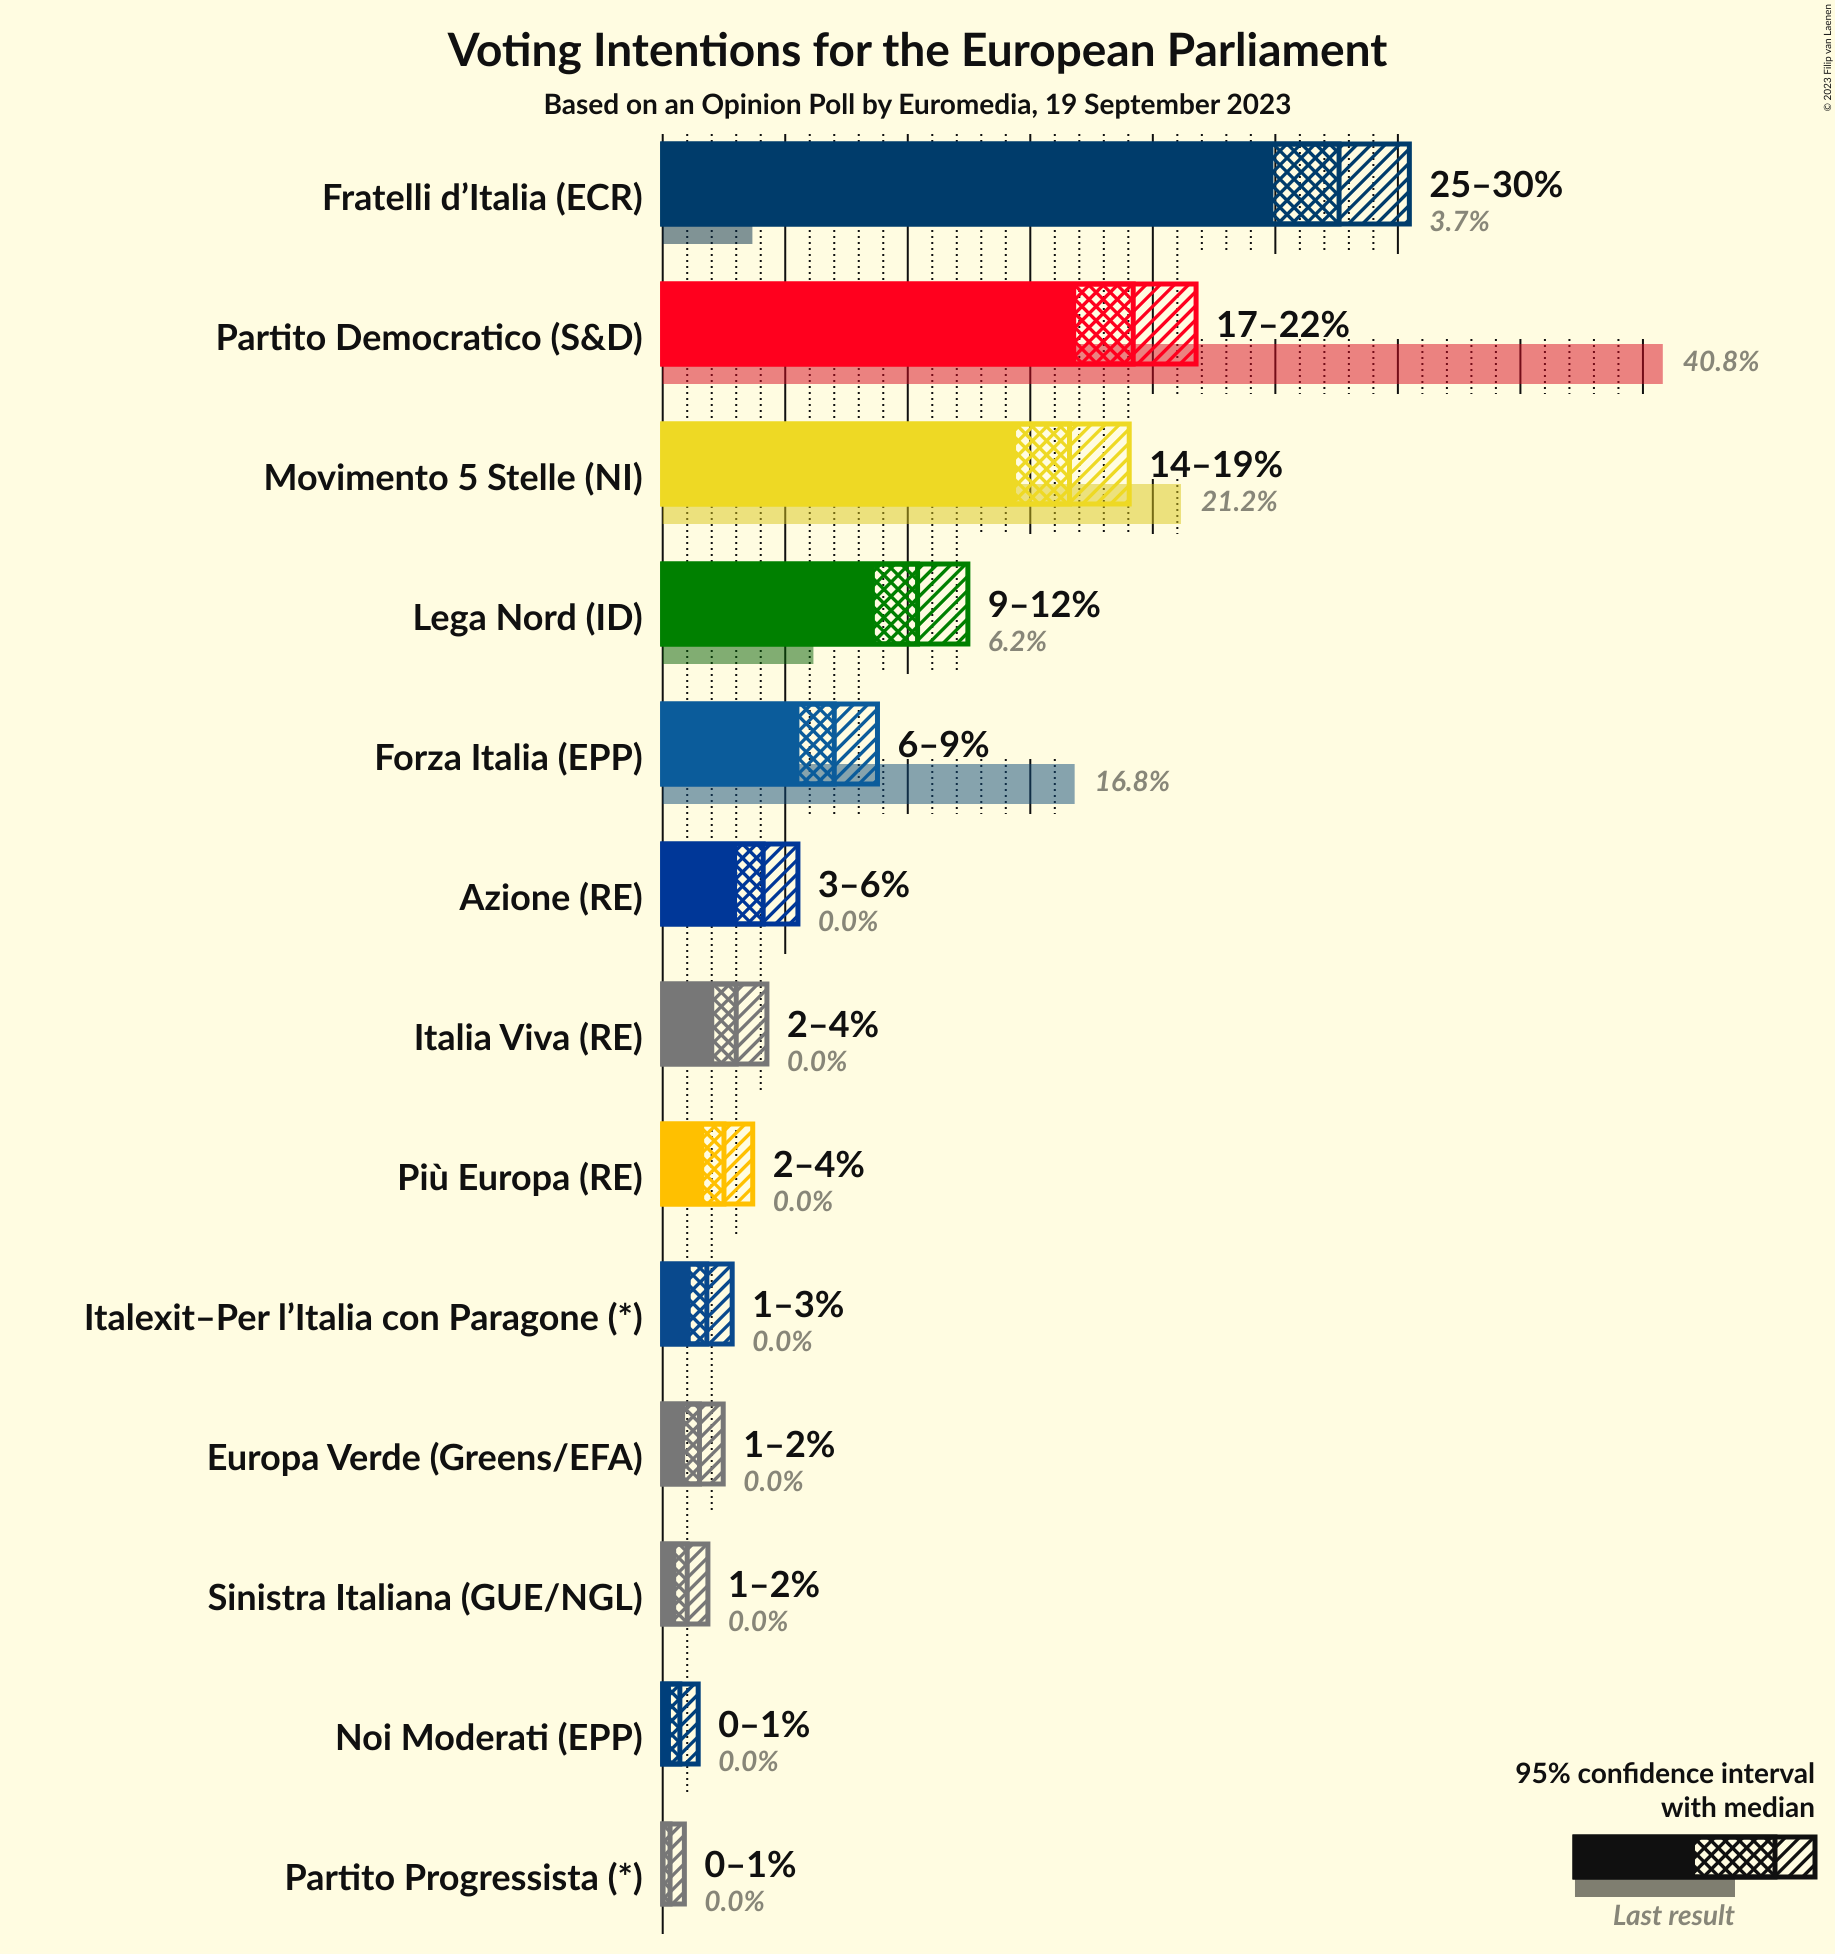 Voting Intentions for the European Parliament
Based on an Opinion Poll by Euromedia, 19 September 2023
© 2023 Filip van Laenen
Fratelli d’Italia (ECR)
25–30%
3.7%
Partito Democratico (S&D)
17–22%
40.8%
Movimento 5 Stelle (NI)
14–19%
21.2%
Lega Nord (ID)
9–12%
6.2%
Forza Italia (EPP)
6–9%
16.8%
Azione (RE)
3–6%
0.0%
Italia Viva (RE)
2–4%
0.0%
Più Europa (RE)
2–4%
0.0%
Italexit–Per l’Italia con Paragone (*)
1–3%
0.0%
Europa Verde (Greens/EFA)
1–2%
0.0%
Sinistra Italiana (GUE/NGL)
1–2%
0.0%
Noi Moderati (EPP)
0–1%
0.0%
Partito Progressista (*)
0–1%
0.0%
95% confidence interval
with median
Last result